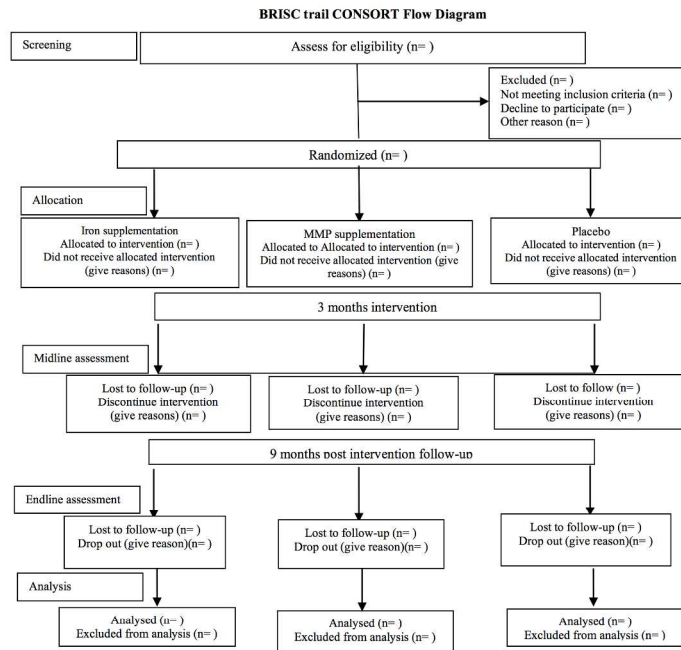 BRISC trail CONSORT Flow Diagram
Screening
Assess for eligibility (n= )
Excluded (n= )
Not meeting inclusion criteria (n= )
Decline to participate (n= )
Other reason (n= )
Randomized (n= )
Allocation
Iron supplementation
Allocated to intervention (n= )
Did not receive allocated intervention
(give reasons) (n= )
MMP supplementation
Allocated to Allocated to intervention (n= )
Did not receive allocated intervention (give
reasons) (n= )
Placebo
Allocated to intervention (n= )
Did not receive allocated intervention
(give reasons) (n= )
3 months intervention
Midline assessment
Lost to follow-up (n= )
Discontinue intervention
(give reasons) (n= )
Lost to follow-up (n= )
Discontinue intervention
(give reasons) (n= )
Lost to follow (n= )
Discontinue intervention
(give reasons) (n= )
9 months post intervention follow-up
Endline assessment
Lost to follow-up (n= )
Drop out (give reason)(n= )
Lost to follow-up (n= )
Drop out (give reason)(n= )
Lost to follow-up (n= )
Drop out (give reason)(n= )
Analysis
Analysed (n= )
Excluded from analysis (n= )
Analysed (n= )
Excluded from analysis (n= )
Analysed (n= )
Excluded from analysis (n= )